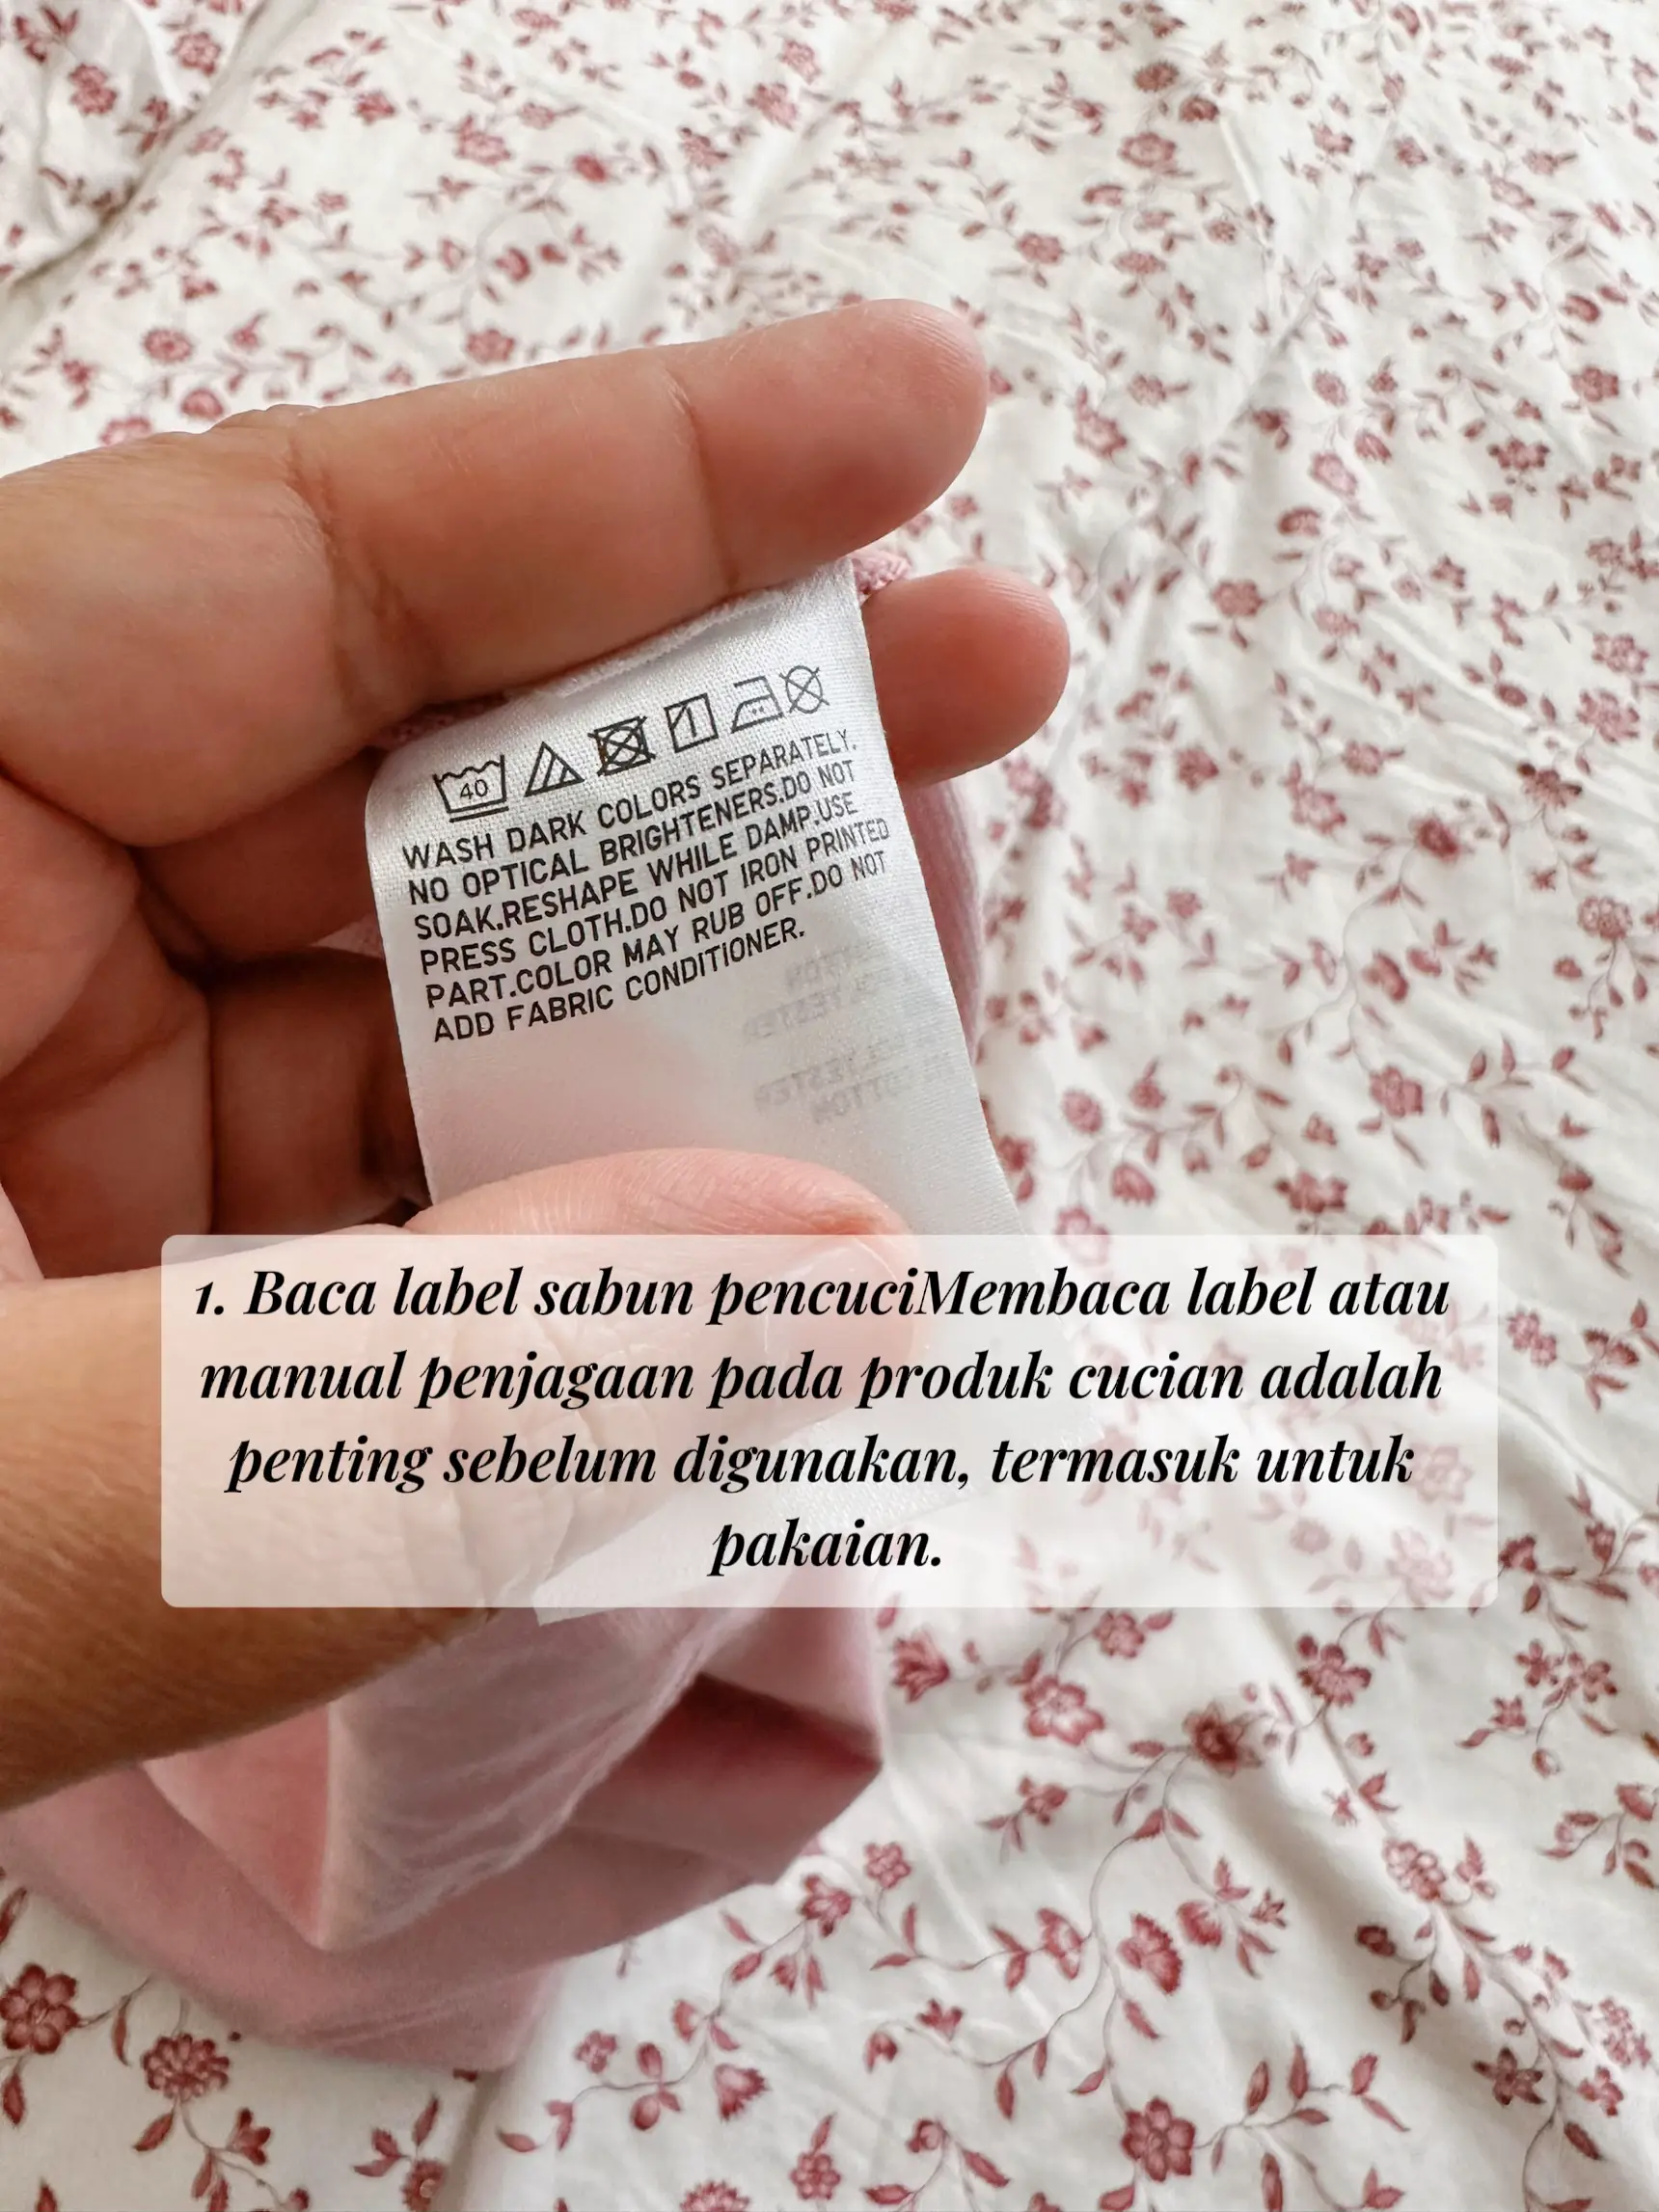 40
WASH DARK COLORS SEPARATELY.
NO OPTICAL BRIGHTENERS.DO NOT
SOAK.RESHAPE WHILE DAMP.USE
PRESS CLOTH.DO NOT IRON PRINTED
PART.COLOR MAY RUB OFF.DO NOT
ADD FABRIC CONDITIONER.
1. Baca label sabun pencuciMembaca label atau
manual penjagaan pada produk cucian adalah
penting sebelum digunakan, termasuk untuk
pakaian.